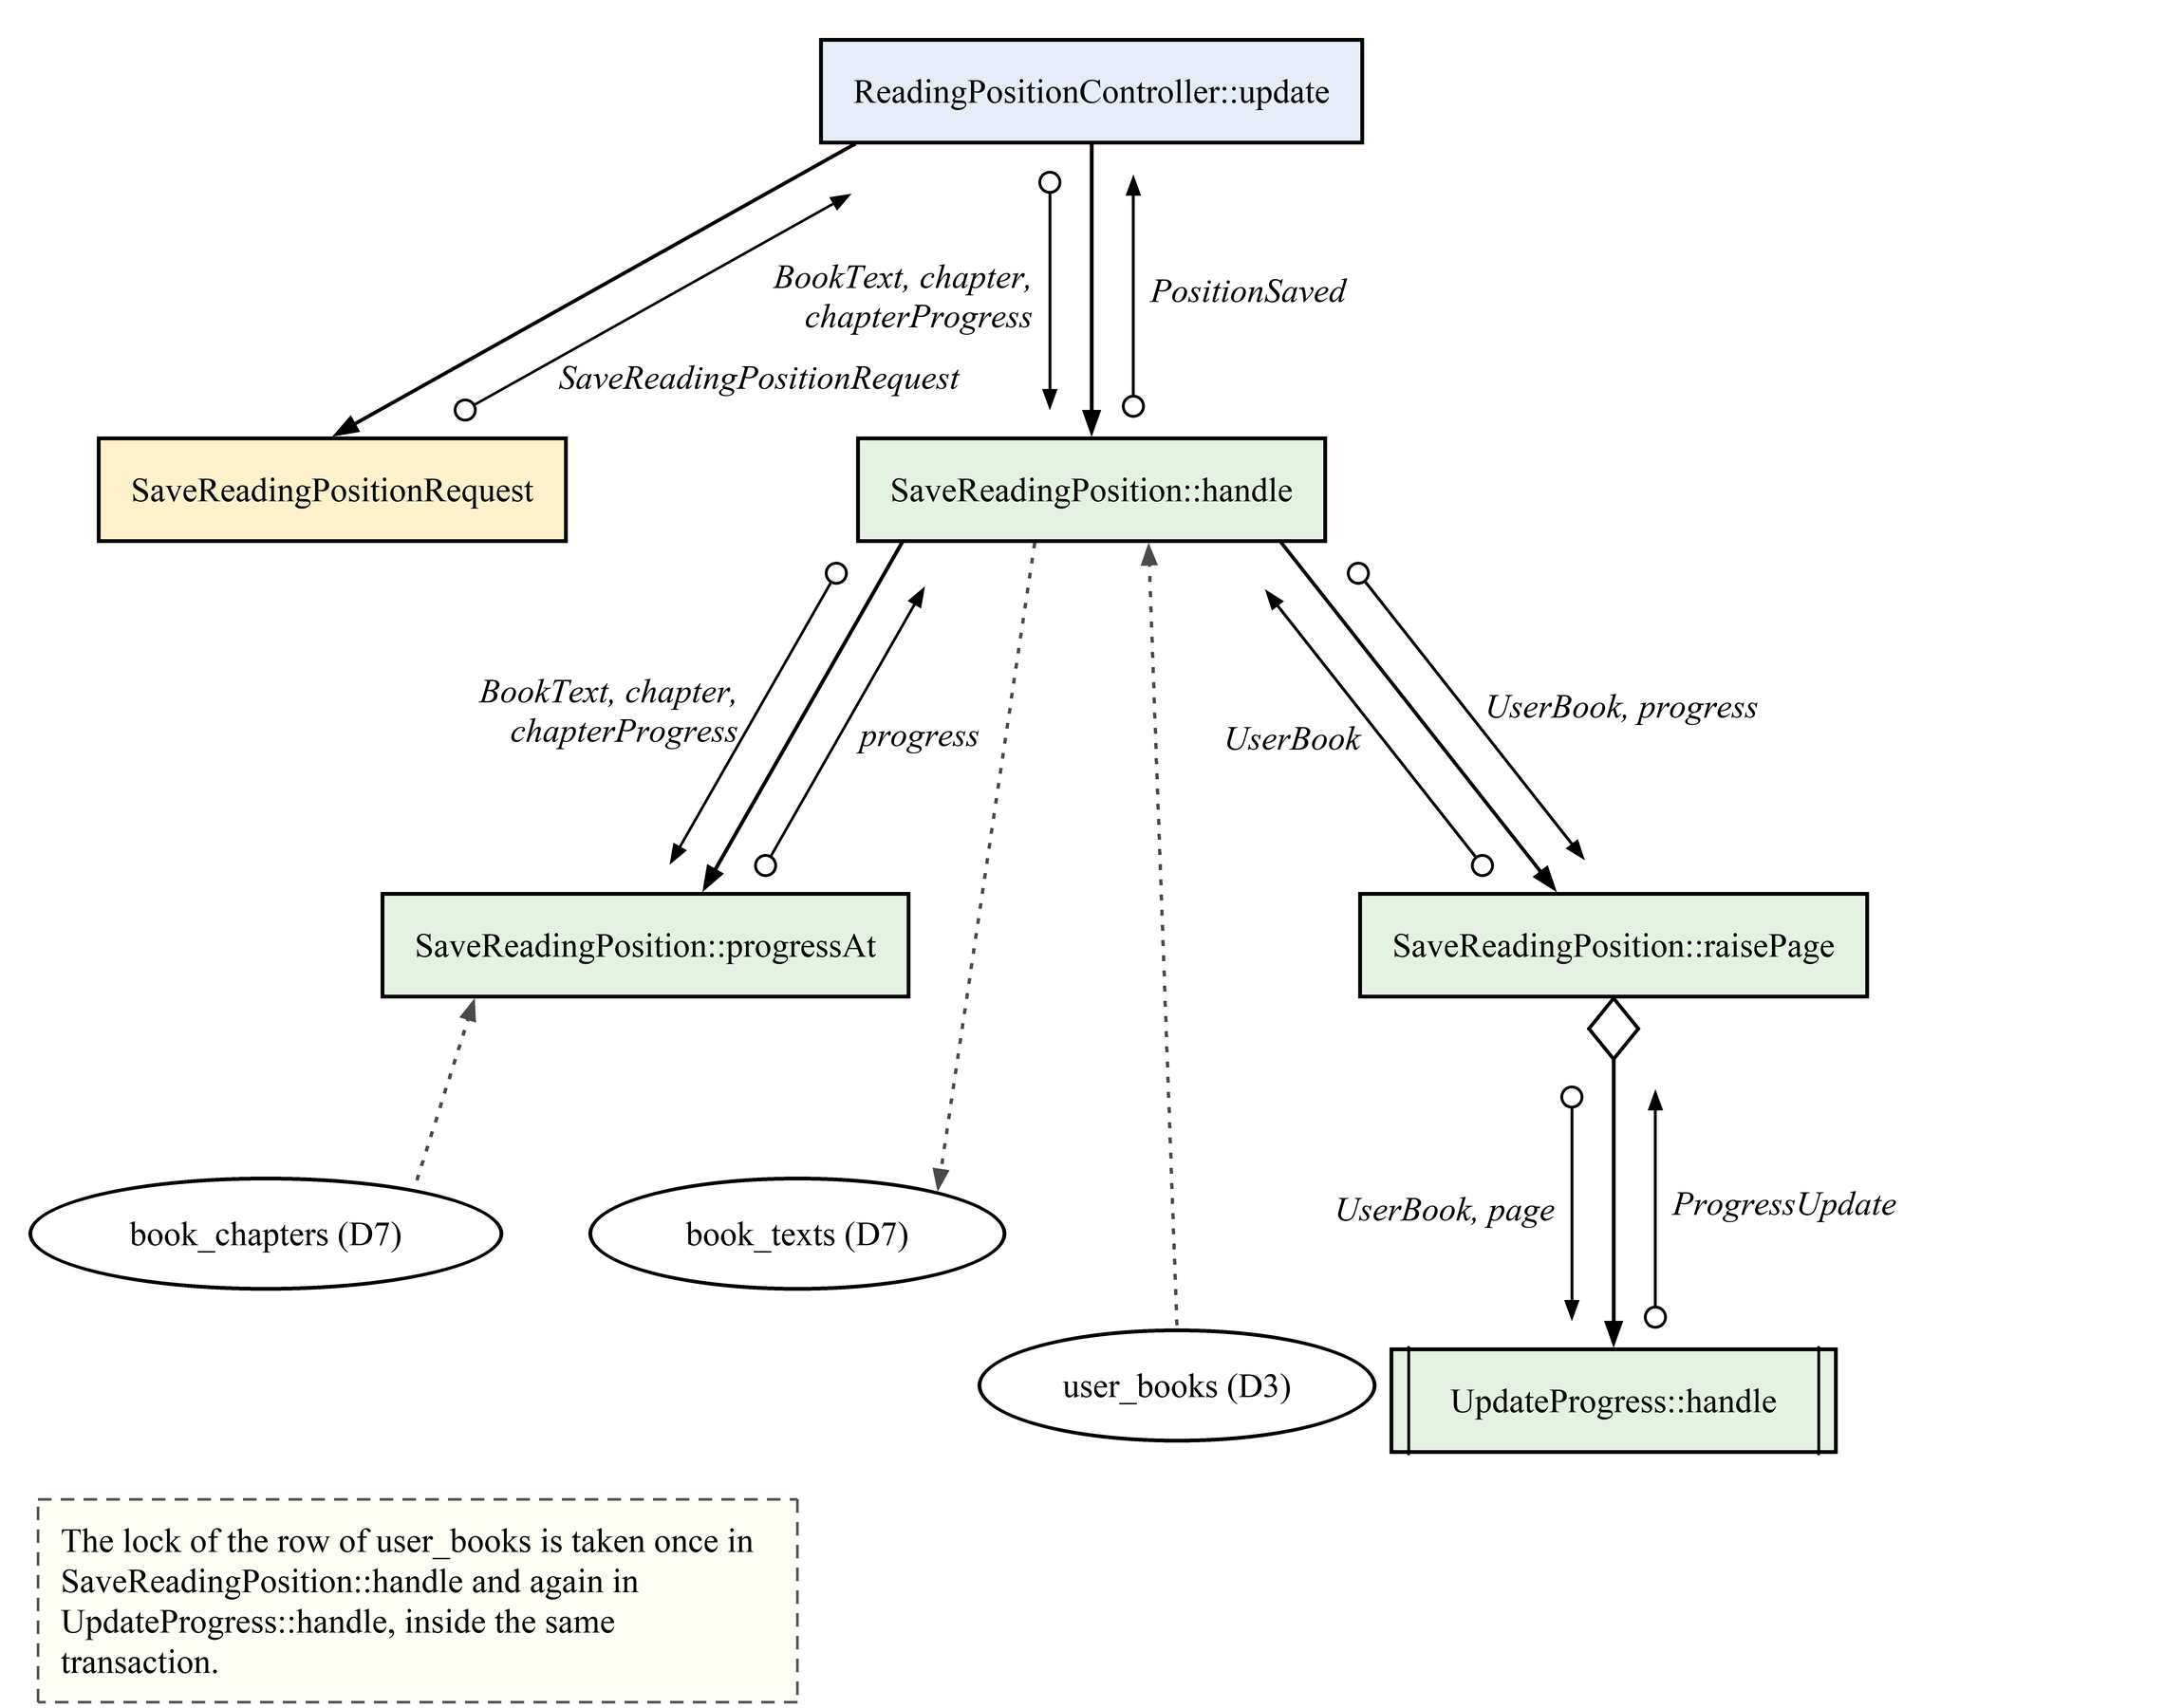 ReadingPositionController::update
BookText, chapter,
chapterProgress
PositionSaved
SaveReadingPositionRequest
SaveReadingPositionRequest
SaveReadingPosition::handle
BookText, chapter,
chapterProgress
progress
UserBook
UserBook, progress
SaveReadingPosition::progressAt
SaveReadingPosition::raisePage
UserBook, page
ProgressUpdate
book_chapters (D7)
book_texts (D7)
user_books (D3)
UpdateProgress::handle
The lock of the row of user_books is taken once in
SaveReadingPosition::handle and again in
UpdateProgress::handle, inside the same
transaction.